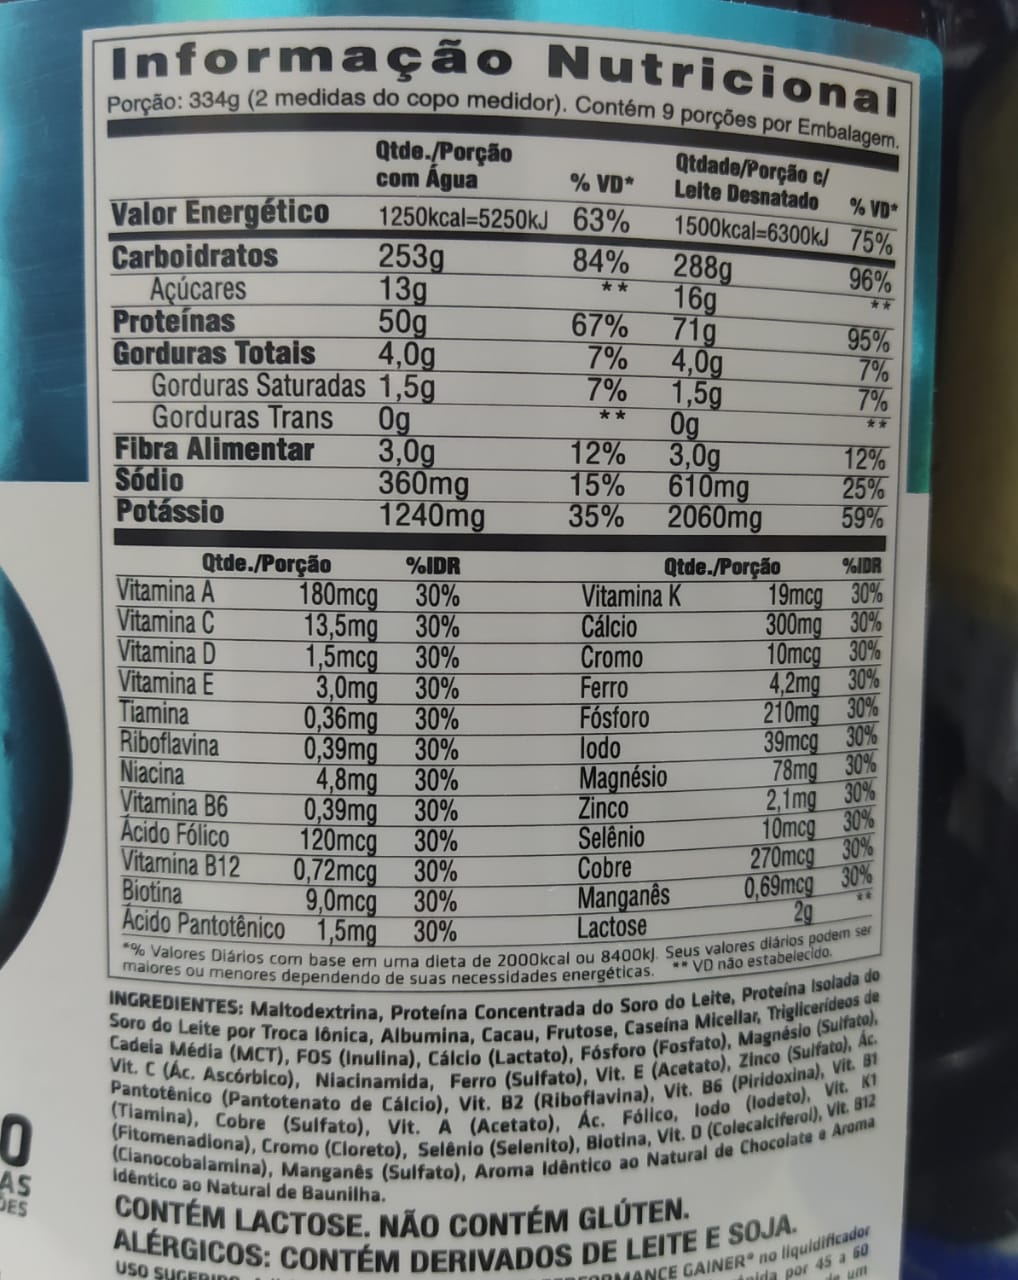 Informação Nutricional
Porção: 334g (2 medidas do copo medidor). Contém 9 porções por Embalagem.
Qtde./Porção com Água % VD* Qtdade/Porção c/ Leite Desnatado % VD*
Valor Energético 1250kcal=5250kJ 63% 1500kcal=6300kJ 75%
Carboidratos 253g 84% 288g 96%
Açúcares 13g ** 16g **
Proteínas 50g 67% 71g 95%
Gorduras Totais 4,0g 7% 4,0g 7%
Gorduras Saturadas 1,5g 7% 1,5g 7%
Gorduras Trans 0g ** 0g **
Fibra Alimentar 3,0g 12% 3,0g 12%
Sódio 360mg 15% 610mg 25%
Potássio 1240mg 35% 2060mg 59%
Qtde./Porção %IDR Qtde./Porção %IDR
Vitamina A 180mcg 30% Vitamina K 19mcg 30%
Vitamina C 13,5mg 30% Cálcio 300mg 30%
Vitamina D 1,5mcg 30% Cromo 10mcg 30%
Vitamina E 3,0mg 30% Ferro 4,2mg 30%
Tiamina 0,36mg 30% Fósforo 210mg 30%
Riboflavina 0,39mg 30% Iodo 39mcg 30%
Niacina 4,8mg 30% Magnésio 78mg 30%
Vitamina B6 0,39mg 30% Zinco 2,1mg 30%
Ácido Fólico 120mcg 30% Selênio 10mcg 30%
Vitamina B12 0,72mcg 30% Cobre 270mcg 30%
Biotina 9,0mcg 30% Manganês 0,69mcg 30%
Ácido Pantotênico 1,5mg 30% Lactose 2g **
*% Valores Diários com base em uma dieta de 2000kcal ou 8400kJ. Seus valores diários podem ser
maiores ou menores dependendo de suas necessidades energéticas. ** VD não estabelecido.
INGREDIENTES: Maltodextrina, Proteína Concentrada do Soro do Leite, Proteína Isolada do
Soro do Leite por Troca Iônica, Albumina, Cacau, Frutose, Caseína Micellar, Triglicerídeos de
Cadeia Média (MCT), FOS (Inulina), Cálcio (Lactato), Fósforo (Fosfato), Magnésio (Sulfato),
Vit. C (Ác. Ascórbico), Niacinamida, Ferro (Sulfato), Vit. E (Acetato), Zinco (Sulfato), Ác.
Pantotênico (Pantotenato de Cálcio), Vit. B2 (Riboflavina), Vit. B6 (Piridoxina), Vit. B1
(Tiamina), Cobre (Sulfato), Vit. A (Acetato), Ác. Fólico, Iodo (Iodeto), Vit. K1
(Fitomenadiona), Cromo (Cloreto), Selênio (Selenito), Biotina, Vit. D (Colecalciferol), Vit. B12
(Cianocobalamina), Manganês (Sulfato), Aroma Idêntico ao Natural de Chocolate e Aroma
Idêntico ao Natural de Baunilha.
CONTÉM LACTOSE. NÃO CONTÉM GLÚTEN.
ALÉRGICOS: CONTÉM DERIVADOS DE LEITE E SOJA.
USO GAINER® no liquidificador
por 45 a 60
um
O
AS
ÕES